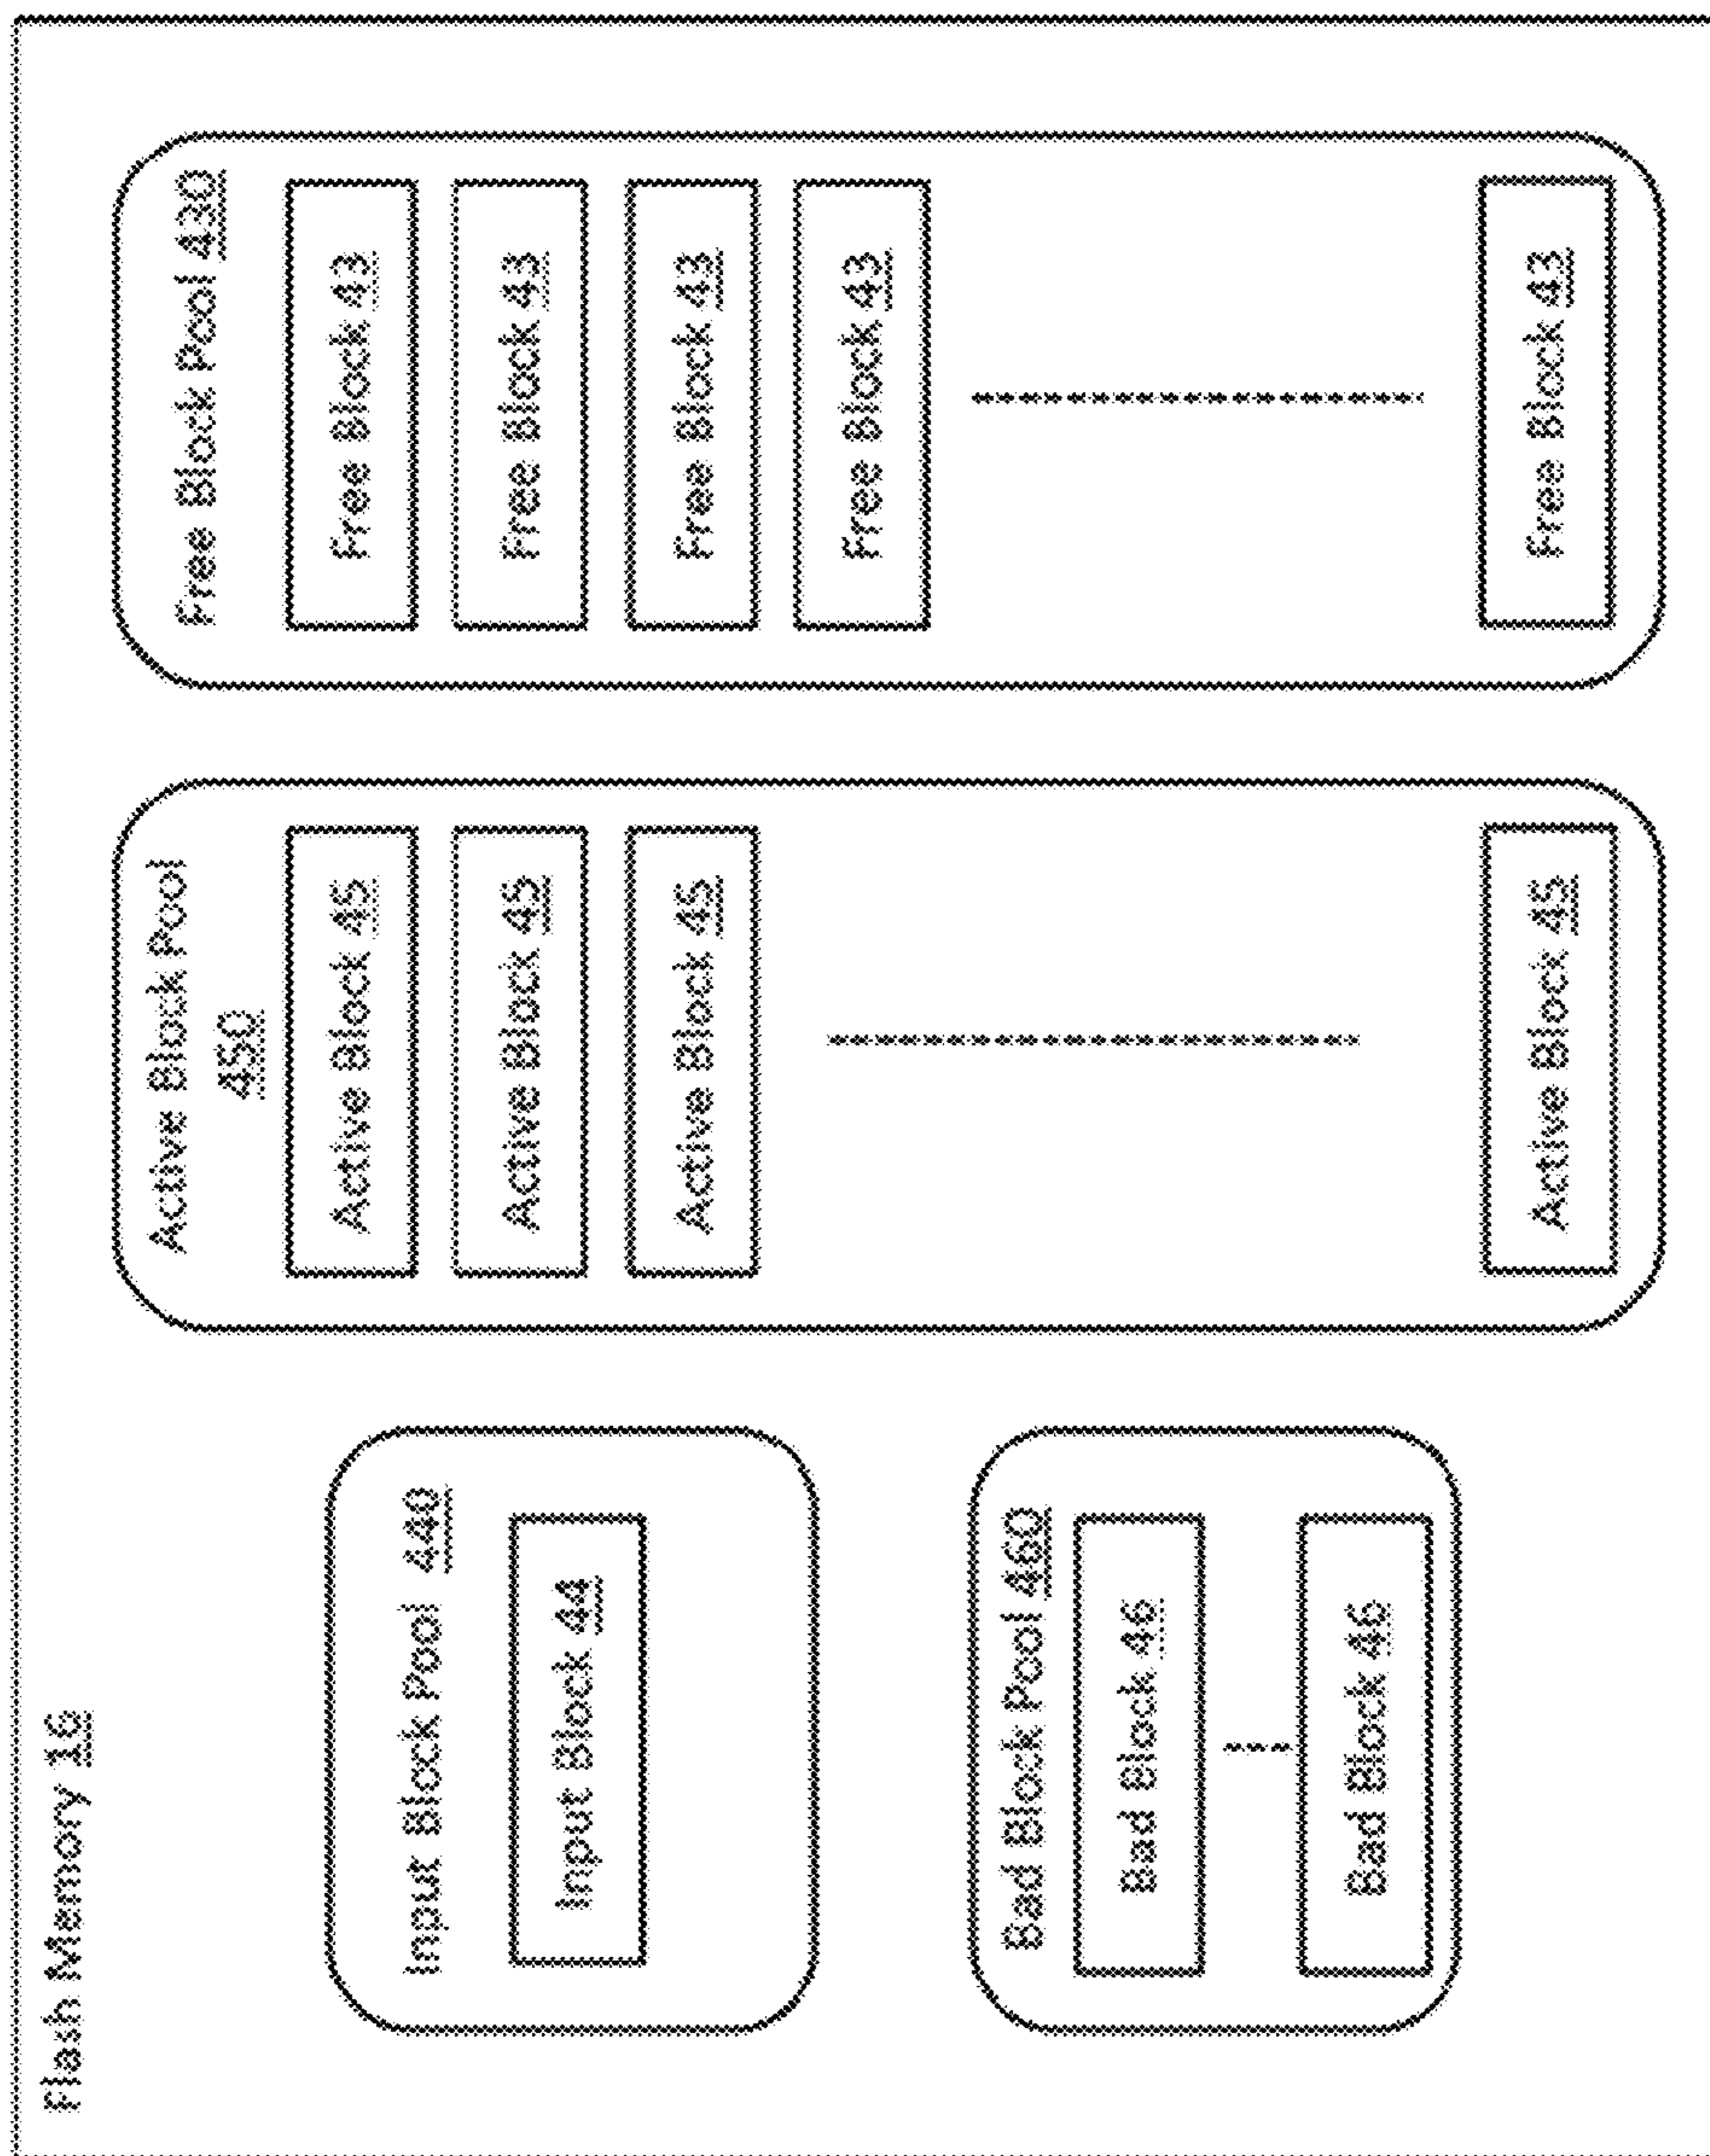 Flash Memory 16
Input Block Pool 440
Input Block 44
Bad Block Pool 460
Bad Block 46
Bad Block 46
Active Block Pool
450
Active Block 45
Active Block 45
Active Block 45
Active Block 45
Free Block Pool 430
Free Block 43
Free Block 43
Free Block 43
Free Block 43
Free Block 43